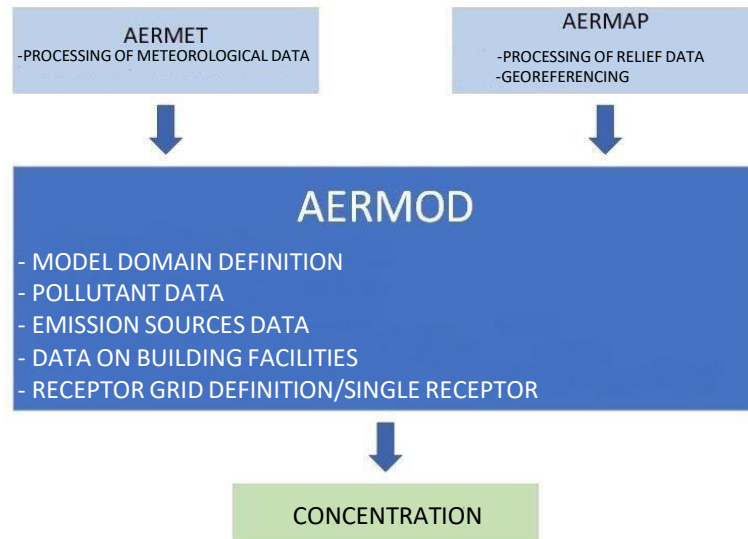 AERMET
-PROCESSING OF METEOROLOGICAL DATA
AERMAP
-PROCESSING OF RELIEF DATA
-GEOREFERENCING
AERMOD
- MODEL DOMAIN DEFINITION
- POLLUTANT DATA
- EMISSION SOURCES DATA
- DATA ON BUILDING FACILITIES
- RECEPTOR GRID DEFINITION/SINGLE RECEPTOR
CONCENTRATION